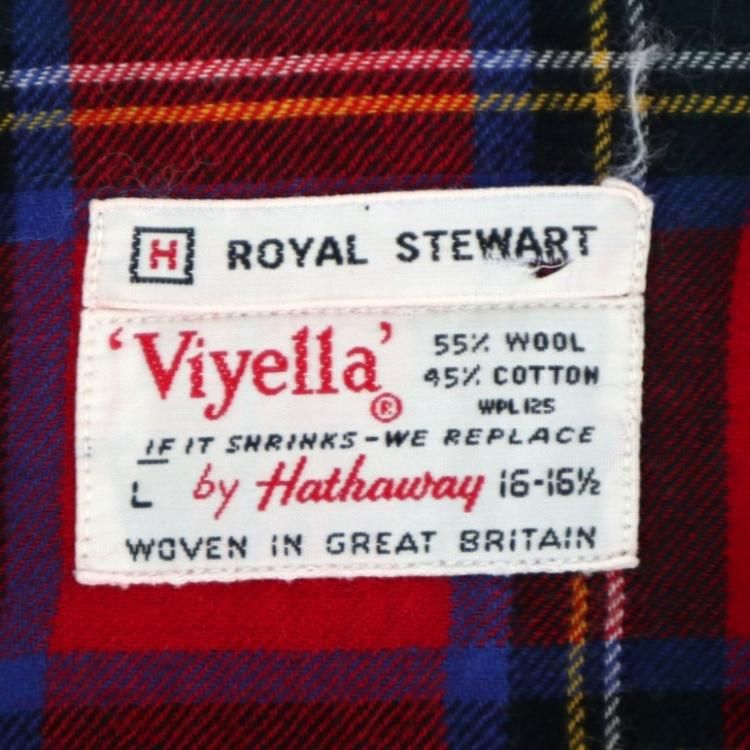 H ROYAL STEWART
'Viyella' ®
55% WOOL
45% COTTON
WPL 125
IF IT SHRINKS-WE REPLACE
L by Hathaway 16-16½
WOVEN IN GREAT BRITAIN